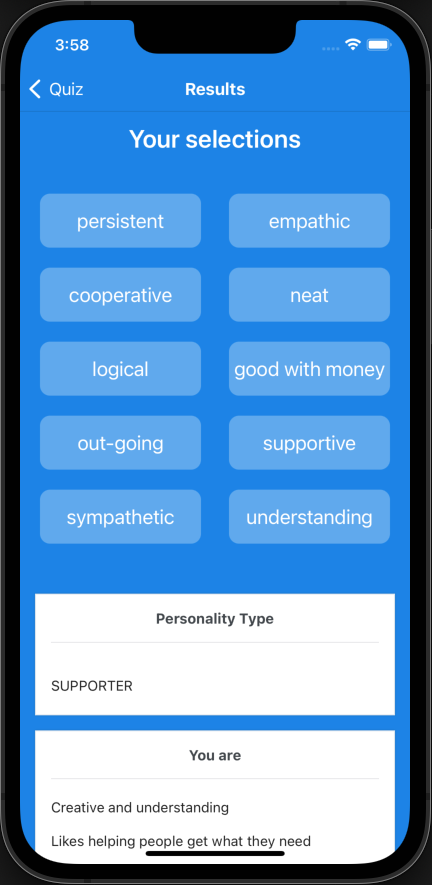 3:58
Quiz Results
Your selections
persistent empathic
cooperative neat
logical good with money
out-going supportive
sympathetic understanding
Personality Type
SUPPORTER
You are
Creative and understanding
Likes helping people get what they need